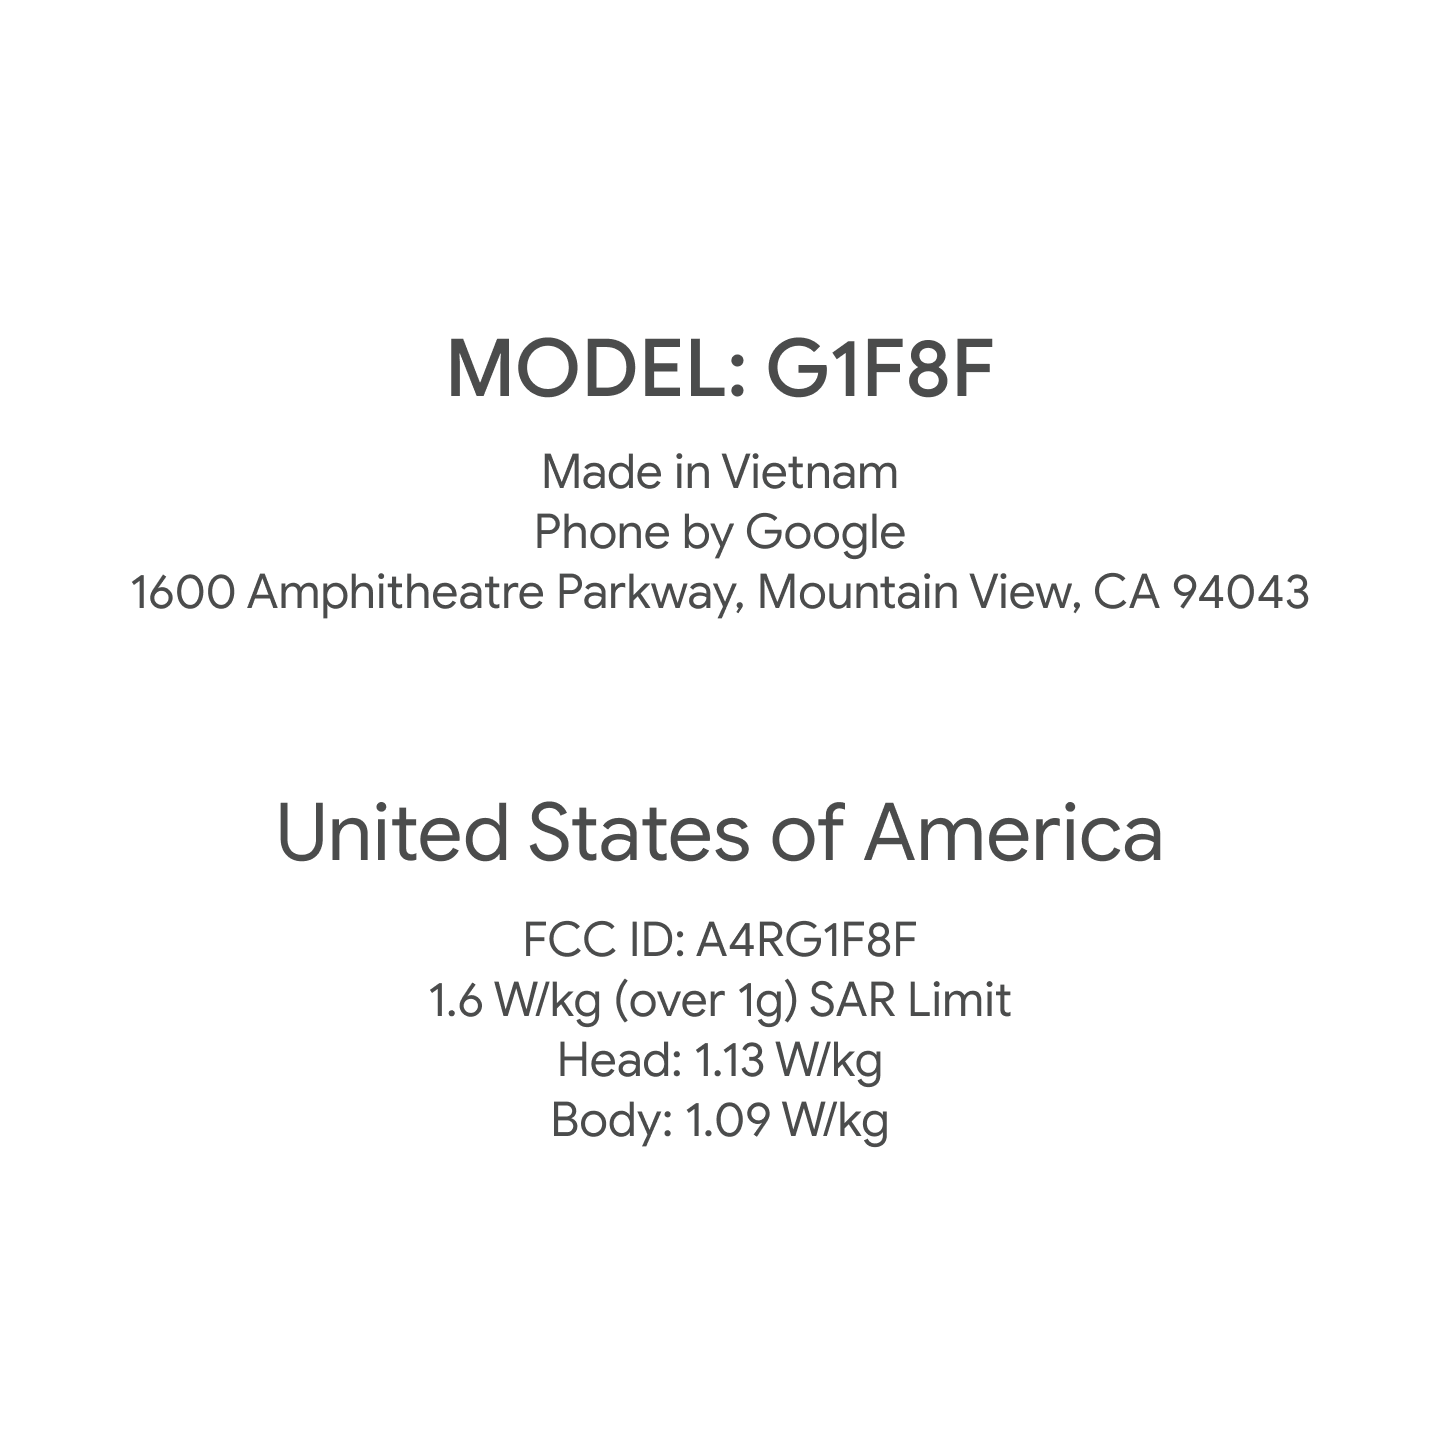 MODEL: G1F8F
Made in Vietnam
Phone by Google
1600 Amphitheatre Parkway, Mountain View, CA 94043
United States of America
FCC ID: A4RG1F8F
1.6 W/kg (over 1g) SAR Limit
Head: 1.13 W/kg
Body: 1.09 W/kg